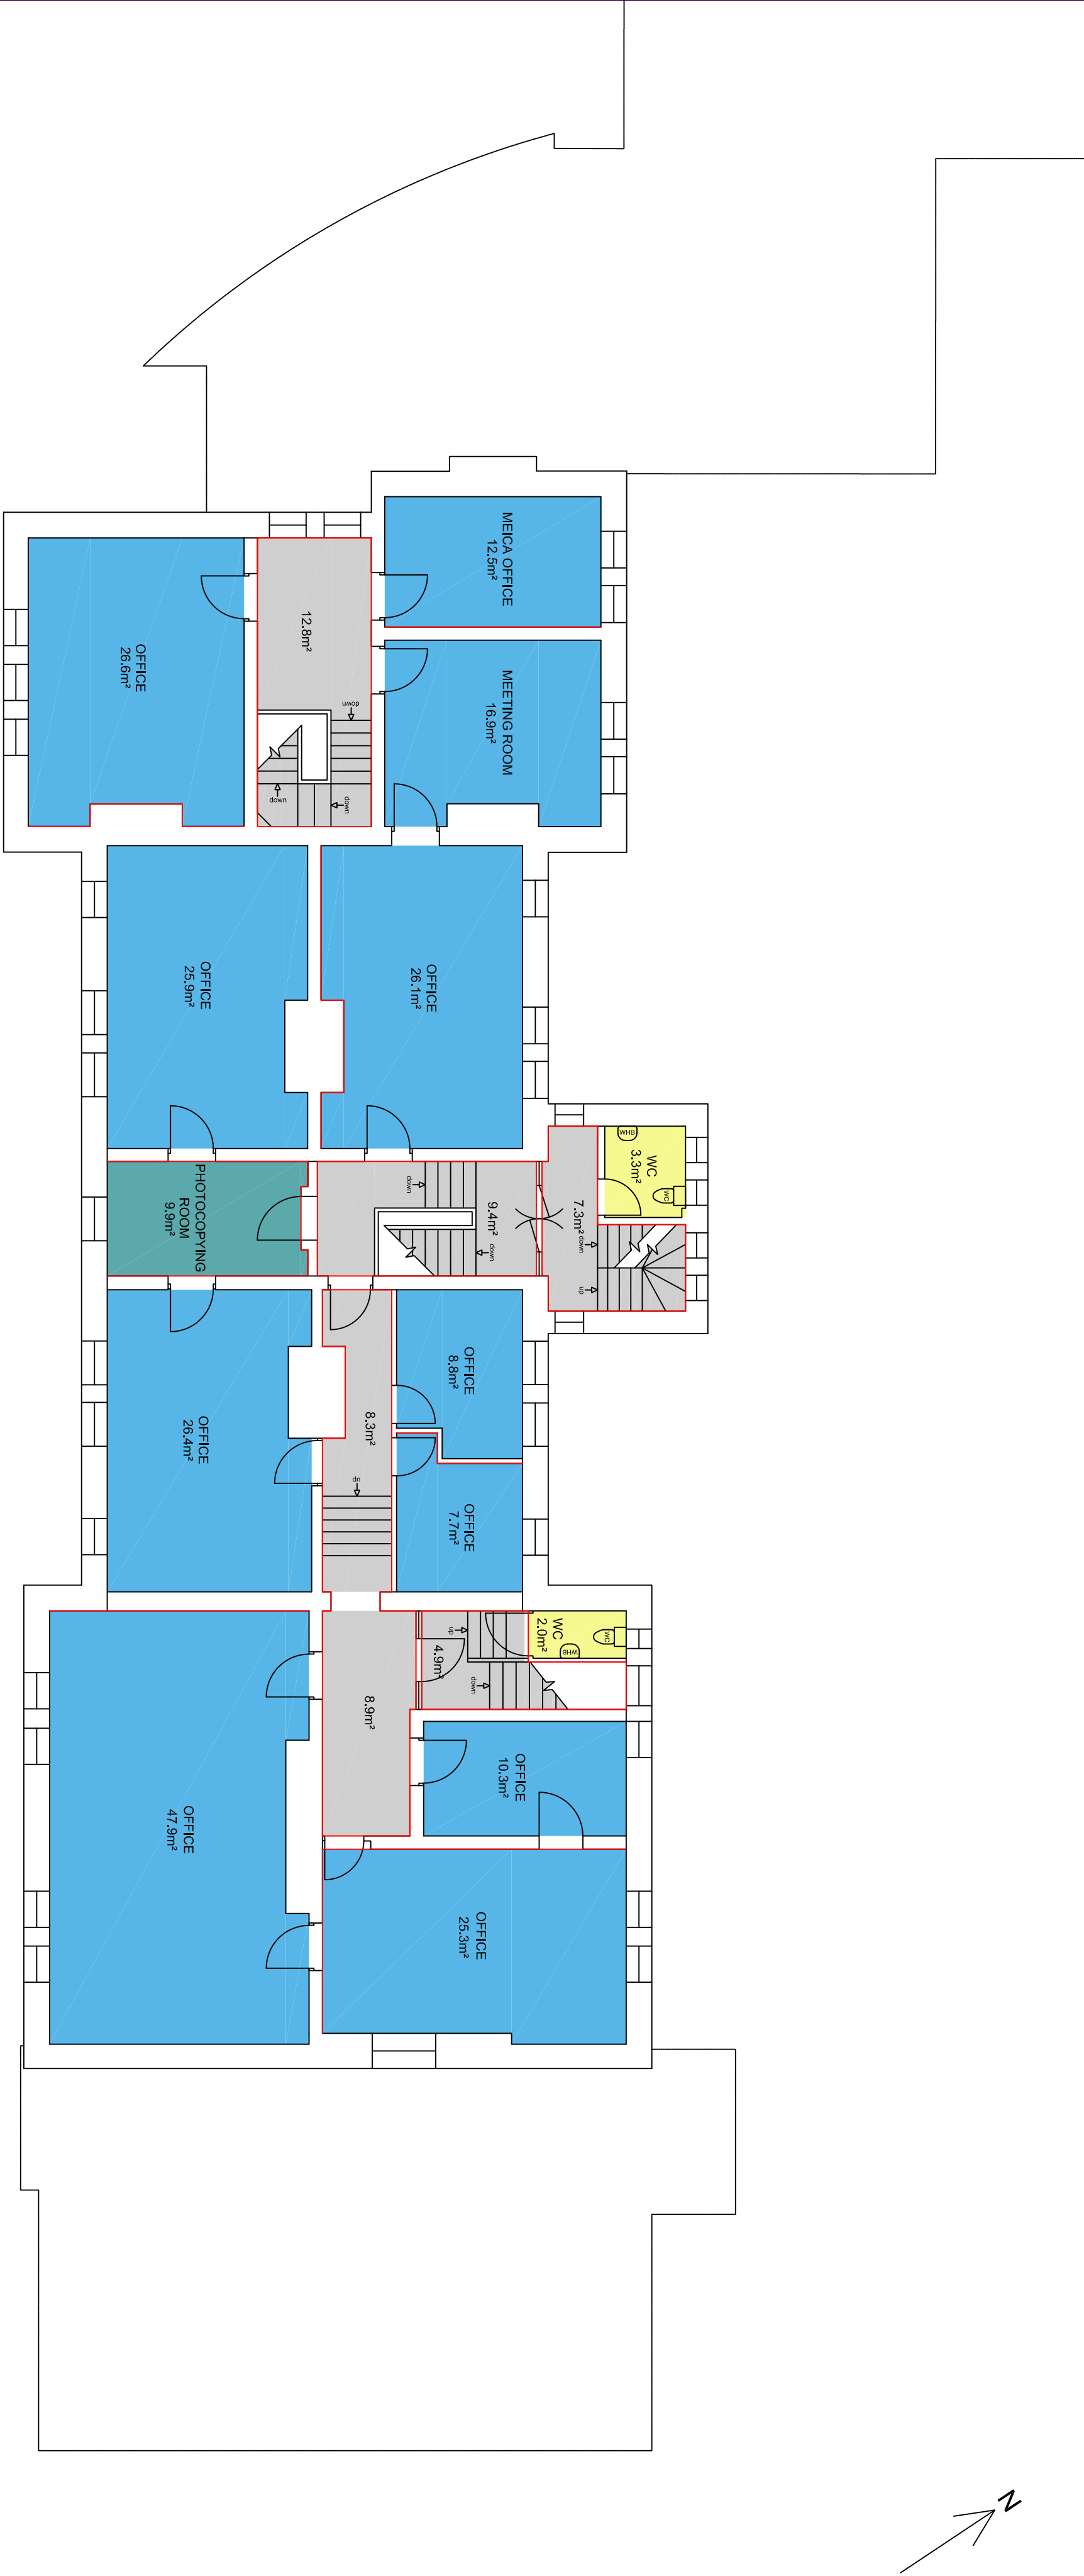 MEICA OFFICE
12.5m²
MEETING ROOM
16.9m²
12.8m²
OFFICE
26.6m²
down
down
down
OFFICE
25.9m²
OFFICE
26.1m²
WHB
WC
3.3m²
WC
7.3m²
down
up
PHOTOCOPYING
ROOM
9.9m²
down
9.4m²
down
OFFICE
8.8m²
8.3m²
OFFICE
26.4m²
up
OFFICE
7.7m²
WC
2.0m²
WC
WHB
up
4.9m²
down
8.9m²
OFFICE
10.3m²
OFFICE
47.9m²
OFFICE
25.3m²
N